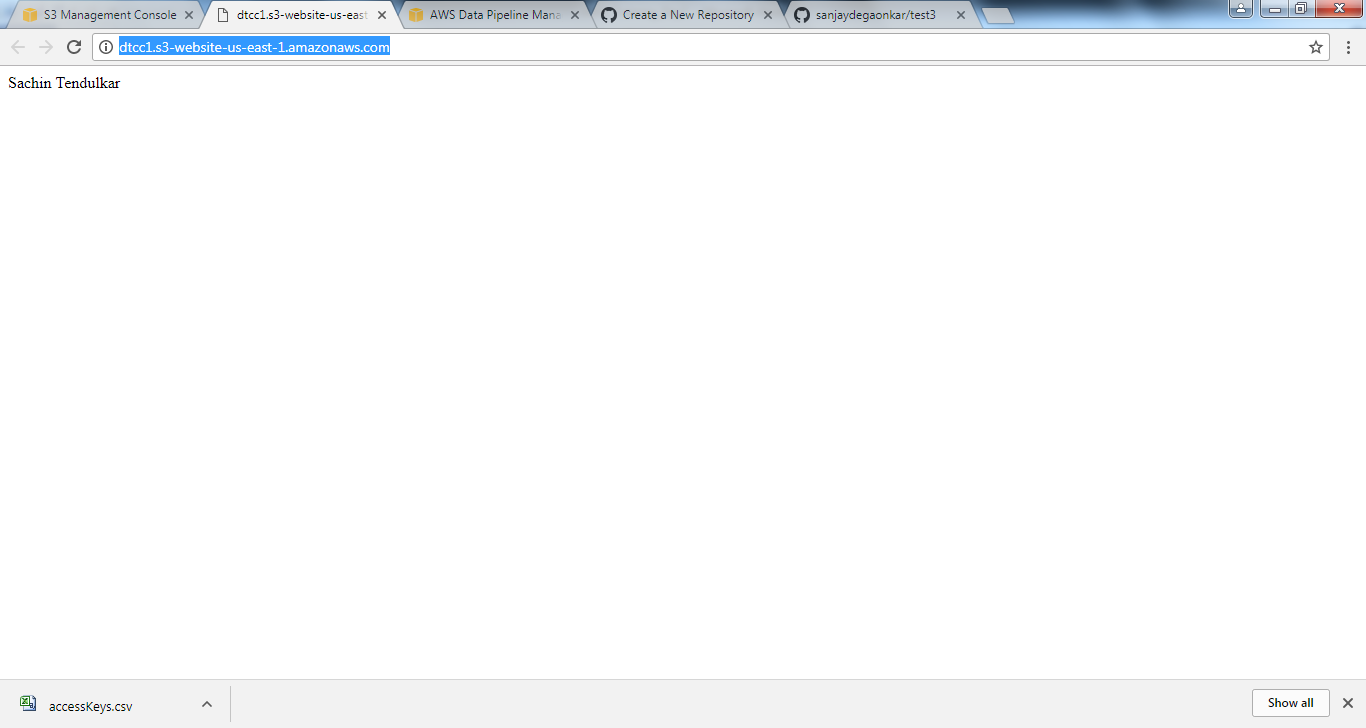 S3 Management Console
dtcc1.s3-website-us-east
AWS Data Pipeline Mana
Create a New Repository
sanjaydegaonkar/test3
dtcc1.s3-website-us-east-1.amazonaws.com
Sachin Tendulkar
accessKeys.csv
Show all